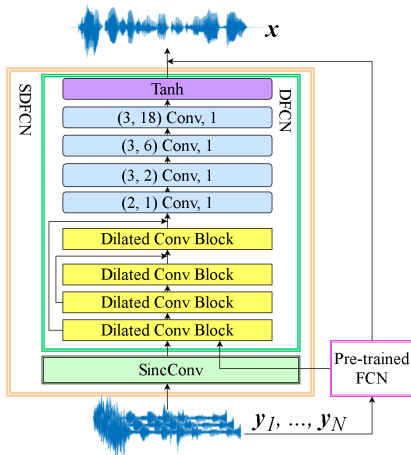 x
SDFCN
DFCN
Tanh
(3, 18) Conv, 1
(3, 6) Conv, 1
(3, 2) Conv, 1
(2, 1) Conv, 1
Dilated Conv Block
Dilated Conv Block
Dilated Conv Block
Dilated Conv Block
SincConv
Pre-trained
FCN
y1, ..., yN